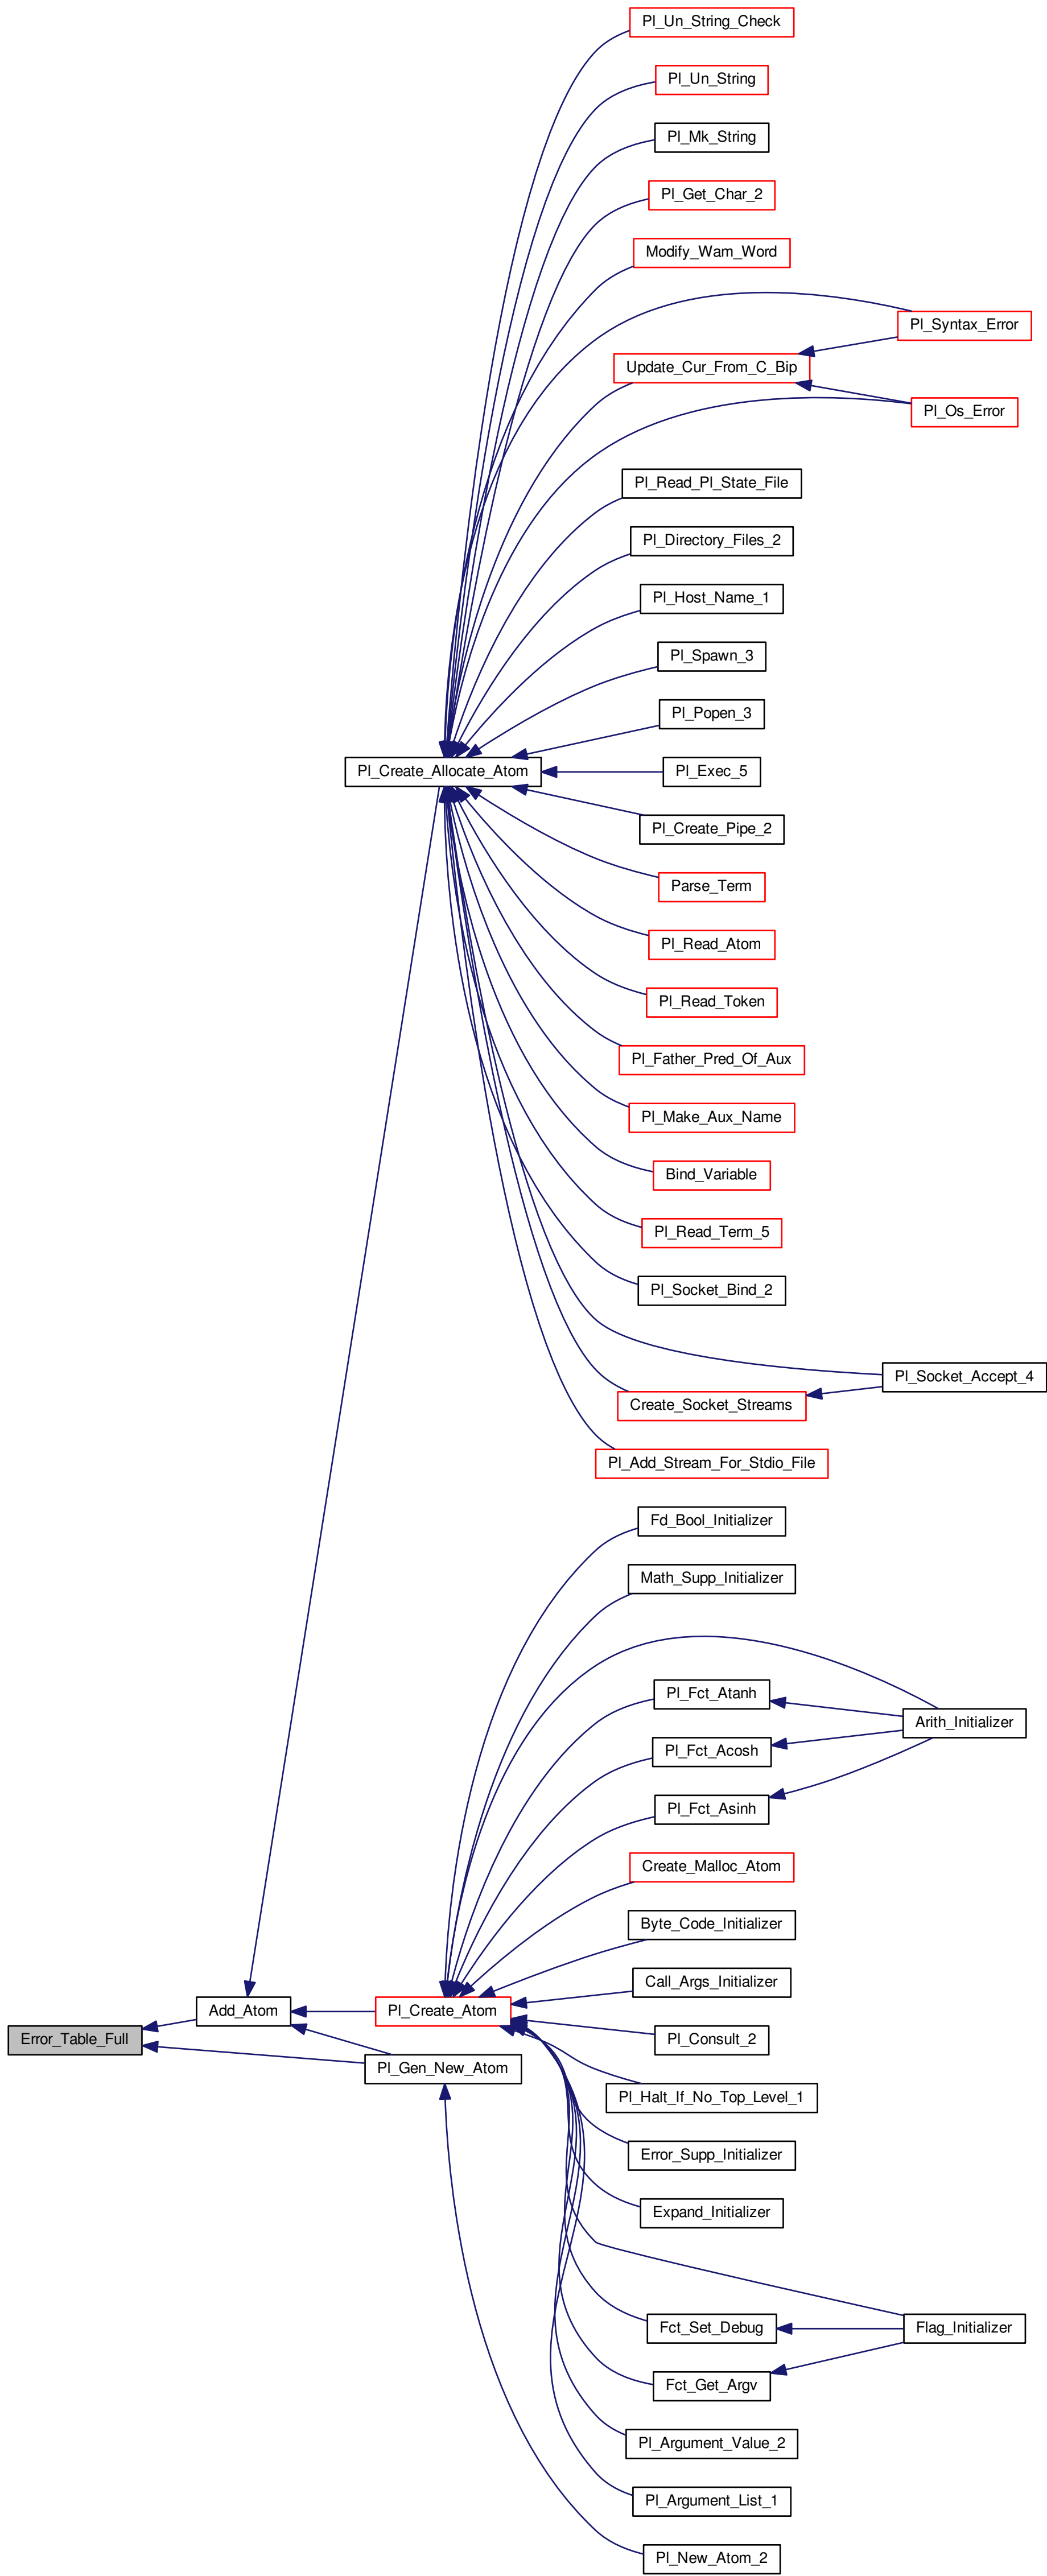 Pl_Un_String_Check
Pl_Un_String
Pl_Mk_String
Pl_Get_Char_2
Modify_Wam_Word
Pl_Syntax_Error
Update_Cur_From_C_Bip
Pl_Os_Error
Pl_Read_Pl_State_File
Pl_Directory_Files_2
Pl_Host_Name_1
Pl_Spawn_3
Pl_Popen_3
Pl_Create_Allocate_Atom
Pl_Exec_5
Pl_Create_Pipe_2
Parse_Term
Pl_Read_Atom
Pl_Read_Token
Pl_Father_Pred_Of_Aux
Pl_Make_Aux_Name
Bind_Variable
Pl_Read_Term_5
Pl_Socket_Bind_2
Pl_Socket_Accept_4
Create_Socket_Streams
Pl_Add_Stream_For_Stdio_File
Fd_Bool_Initializer
Math_Supp_Initializer
Pl_Fct_Atanh
Arith_Initializer
Pl_Fct_Acosh
Pl_Fct_Asinh
Create_Malloc_Atom
Byte_Code_Initializer
Call_Args_Initializer
Add_Atom
Pl_Create_Atom
Error_Table_Full
Pl_Consult_2
Pl_Gen_New_Atom
Pl_Halt_If_No_Top_Level_1
Error_Supp_Initializer
Expand_Initializer
Fct_Set_Debug
Flag_Initializer
Fct_Get_Argv
Pl_Argument_Value_2
Pl_Argument_List_1
Pl_New_Atom_2